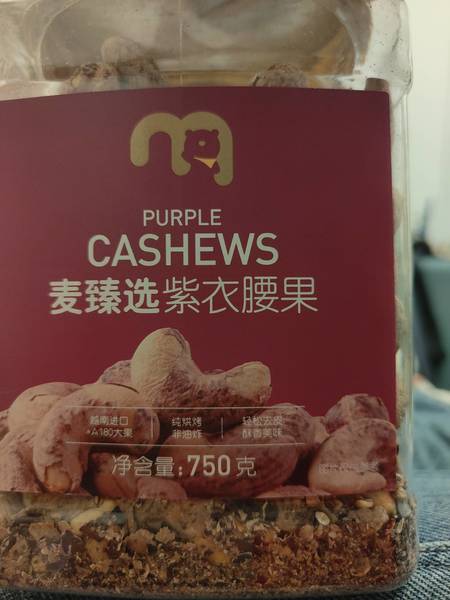 PURPLE
CASHEWS
麦臻选紫衣腰果
越南进口 纯烘烤 轻松去皮
*A180大果 非油炸 酥香美味
净含量:750克